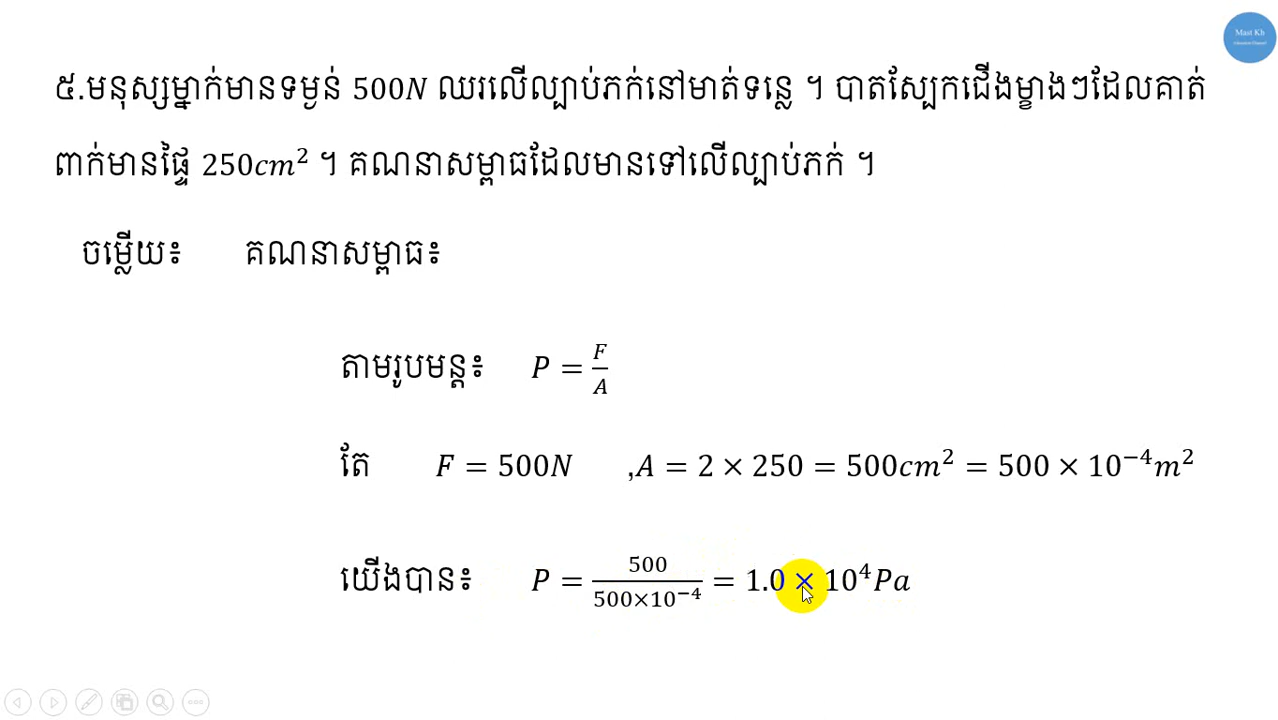 Mast Kh
៥.មនុស្សម្នាក់មានទម្ងន់ 500N ឈរលើល្បាប់ភក់នៅមាត់ទន្លេ ។ បាតស្បែកជើងម្ខាងៗដែលគាត់
ពាក់មានផ្ទៃ 250cm² ។ គណនាសម្ពាធដែលមានទៅលើល្បាប់ភក់ ។
ចម្លើយ៖ គណនាសម្ពាធ៖
តាមរូបមន្ត៖ P = F/A
តែ F = 500N ,A = 2 × 250 = 500cm² = 500 × 10⁻⁴m²
យើងបាន៖ P = 500/(500×10⁻⁴) = 1.0 × 10⁴Pa